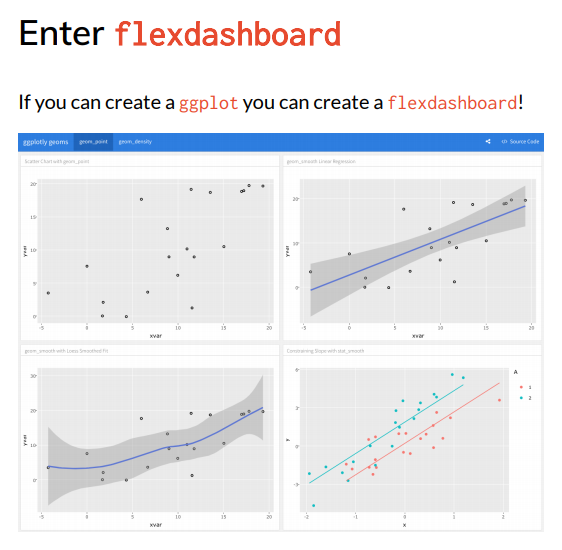 Enter flexdashboard
If you can create a ggplot you can create a flexdashboard!
ggplotly geoms geom_point geom_density Source Code
Scatter Chart with geom_point
20
15
10
5
0
yvar
-5 0 5 10 15 20
xvar
geom_smooth Linear Regression
20
10
0
yvar
-5 0 5 10 15 20
xvar
geom_smooth with Loess Smoothed Fit
30
20
10
0
yvar
-5 0 5 10 15 20
xvar
Constraining Slope with stat_smooth
y
-2 -1 0 1 2
x
A
1
2